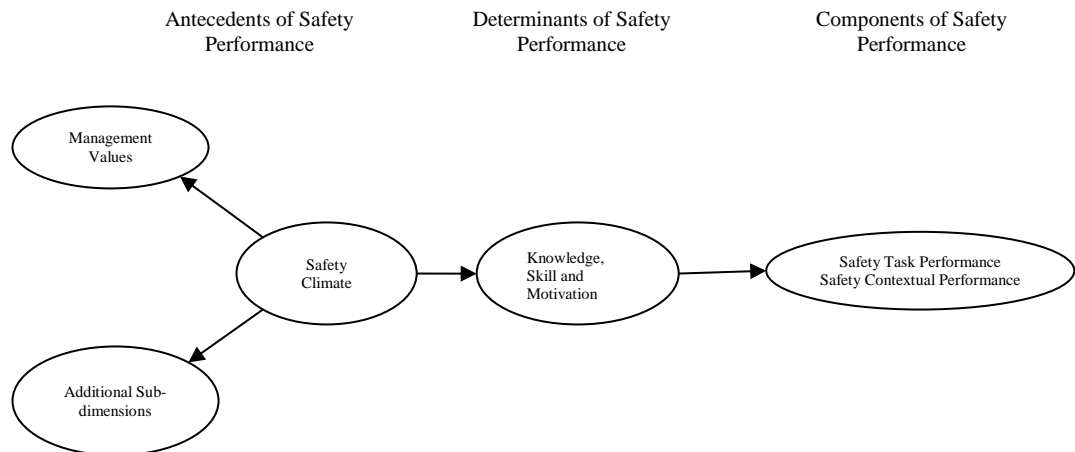 Antecedents of Safety
Performance
Determinants of Safety
Performance
Components of Safety
Performance
Management
Values
Safety
Climate
Knowledge,
Skill and
Motivation
Safety Task Performance
Safety Contextual Performance
Additional Sub-
dimensions